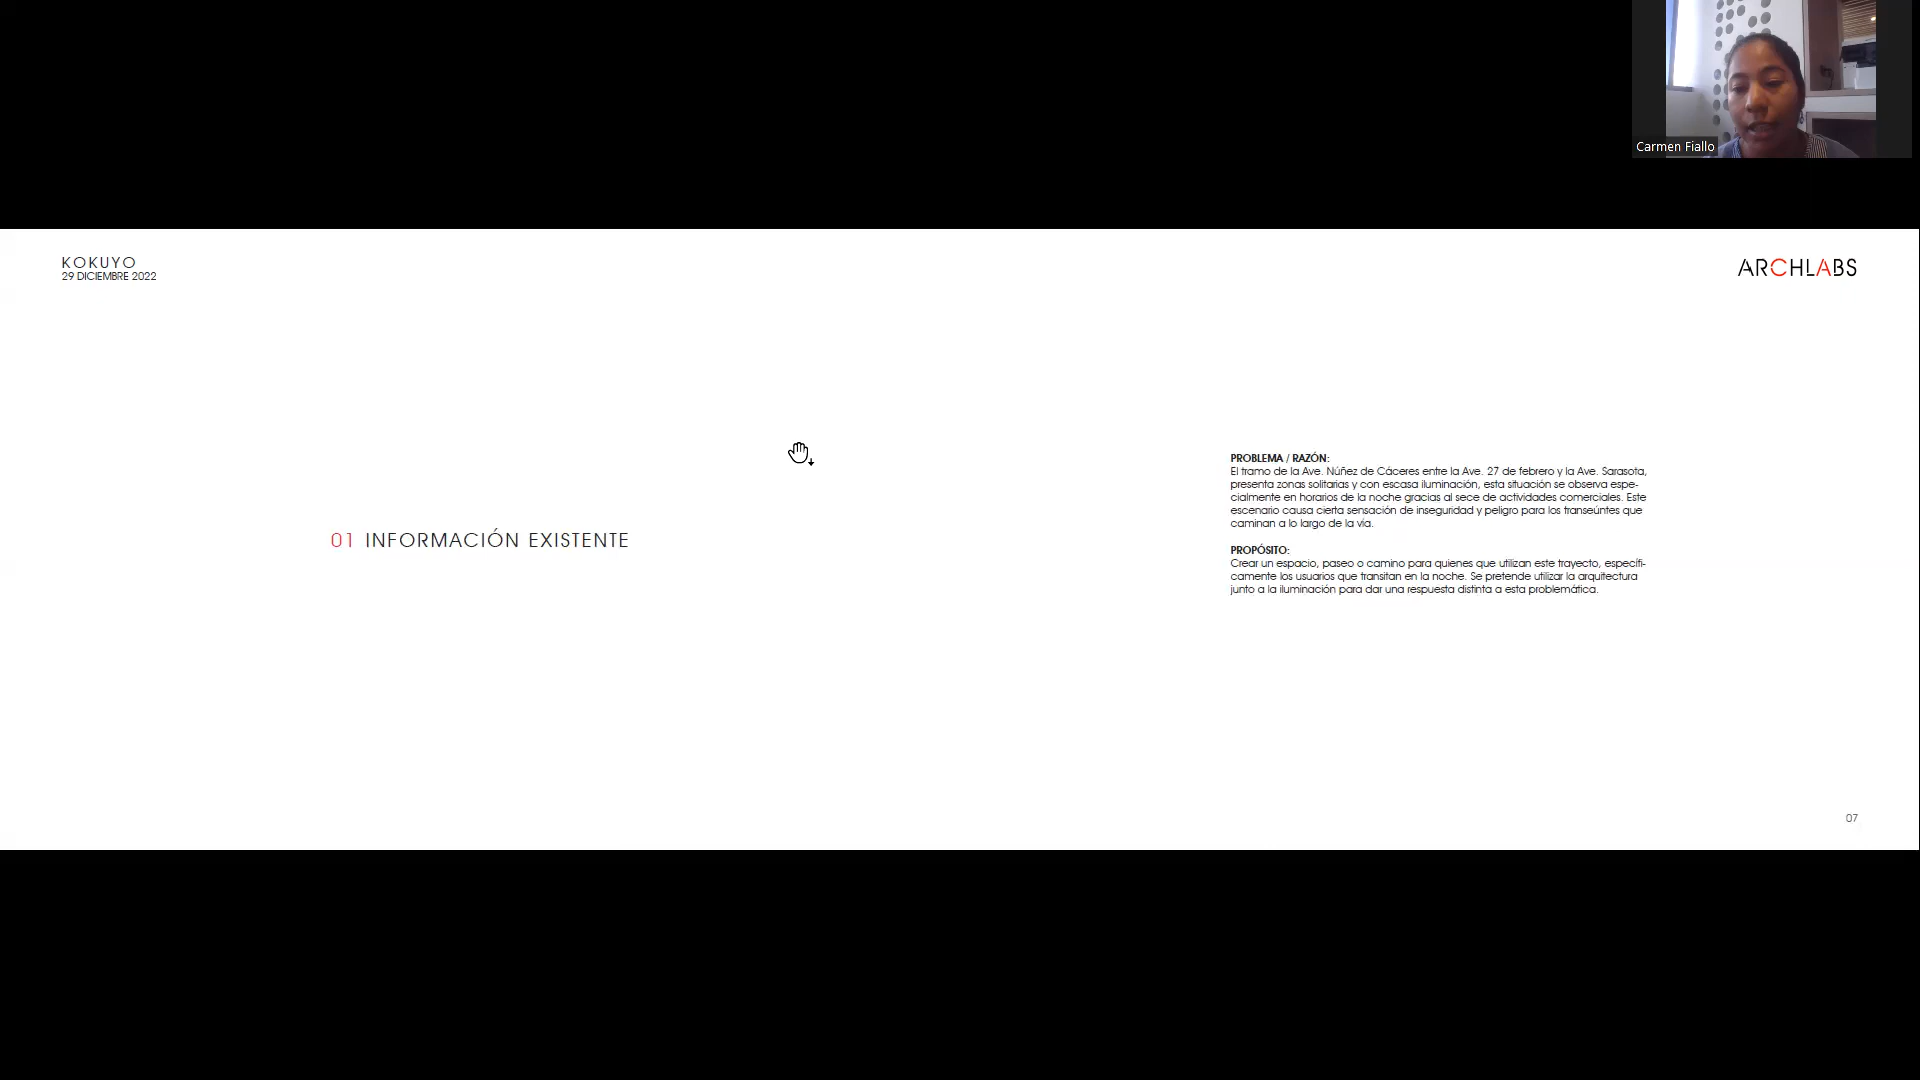 Carmen Fiallo
KOKUYO
29 DICIEMBRE 2022
ARCHLABS
01 INFORMACIÓN EXISTENTE
PROBLEMA / RAZÓN:
El tramo de la Ave. Núñez de Cáceres entre la Ave. 27 de febrero y la Ave. Sarasota,
presenta zonas solitarias y con escasa iluminación, esta situación se observa espe-
cialmente en horarios de la noche gracias al sece de actividades comerciales. Este
escenario causa cierta sensación de inseguridad y peligro para los transeúntes que
caminan a lo largo de la vía.
PROPÓSITO:
Crear un espacio, paseo o camino para quienes que utilizan este trayecto, específi-
camente los usuarios que transitan en la noche. Se pretende utilizar la arquitectura
junto a la iluminación para dar una respuesta distinta a esta problemática.
07